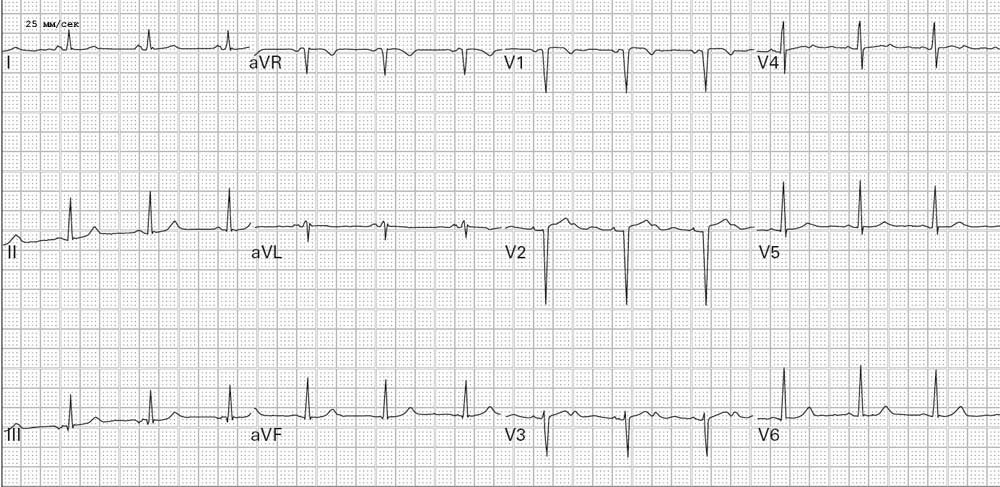 25 мм/сек
I aVR V1 V4
II aVL V2 V5
III aVF V3 V6